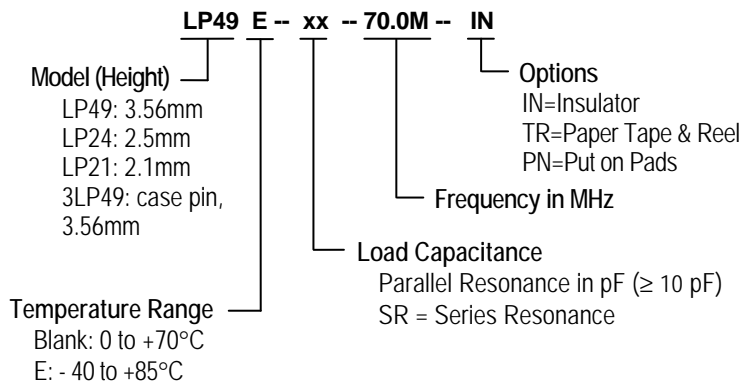 LP49 E -- xx -- 70.0M -- IN
Model (Height)
LP49: 3.56mm
LP24: 2.5mm
LP21: 2.1mm
3LP49: case pin,
3.56mm
Options
IN=Insulator
TR=Paper Tape & Reel
PN=Put on Pads
Frequency in MHz
Load Capacitance
Parallel Resonance in pF (≥ 10 pF)
SR = Series Resonance
Temperature Range
Blank: 0 to +70°C
E: - 40 to +85°C